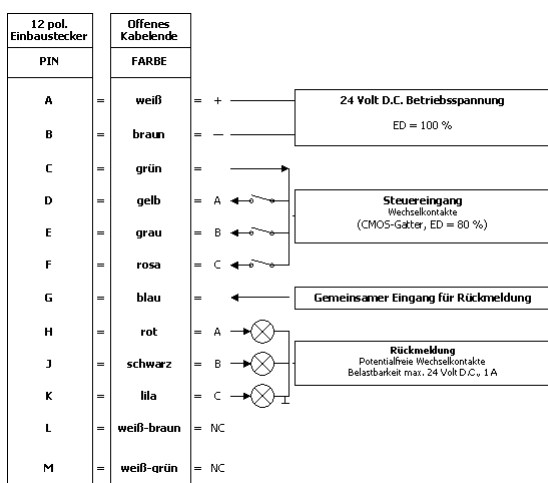 12 pol. Einbaustecker
Offenes Kabelende
PIN
FARBE
A = weiß = +
24 Volt D.C. Betriebsspannung
ED = 100 %
B = braun = —
C = grün =
D = gelb = A
Steuereingang
Wechselkontakte
(CMOS-Gatter, ED = 80 %)
E = grau = B
F = rosa = C
G = blau =
Gemeinsamer Eingang für Rückmeldung
H = rot = A
Rückmeldung
Potentialfreie Wechselkontakte
Belastbarkeit max. 24 Volt D.C., 1 A
J = schwarz = B
K = lila = C
L = weiß-braun = NC
M = weiß-grün = NC